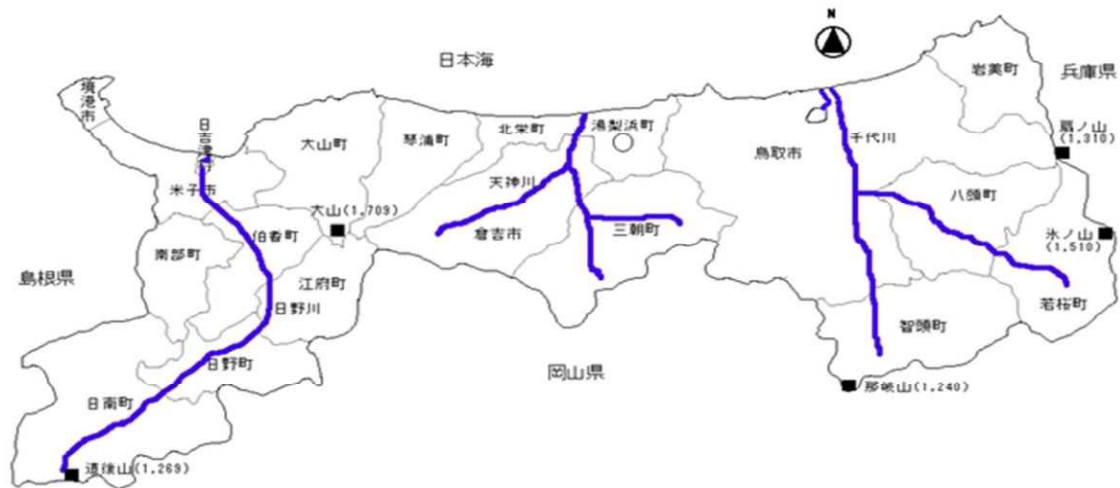 N
日本海
兵庫県
岩美町
境港市
扇ノ山
(1,310)
日吉津村
大山町
琴浦町
北栄町
湯梨浜町
千代川
鳥取市
米子市
天神川
八頭町
大山(1,709)
伯耆町
倉吉市
三朝町
氷ノ山
(1,510)
南部町
島根県
江府町
若桜町
日野川
智頭町
日野町
岡山県
那岐山(1,240)
日南町
道後山(1,269)